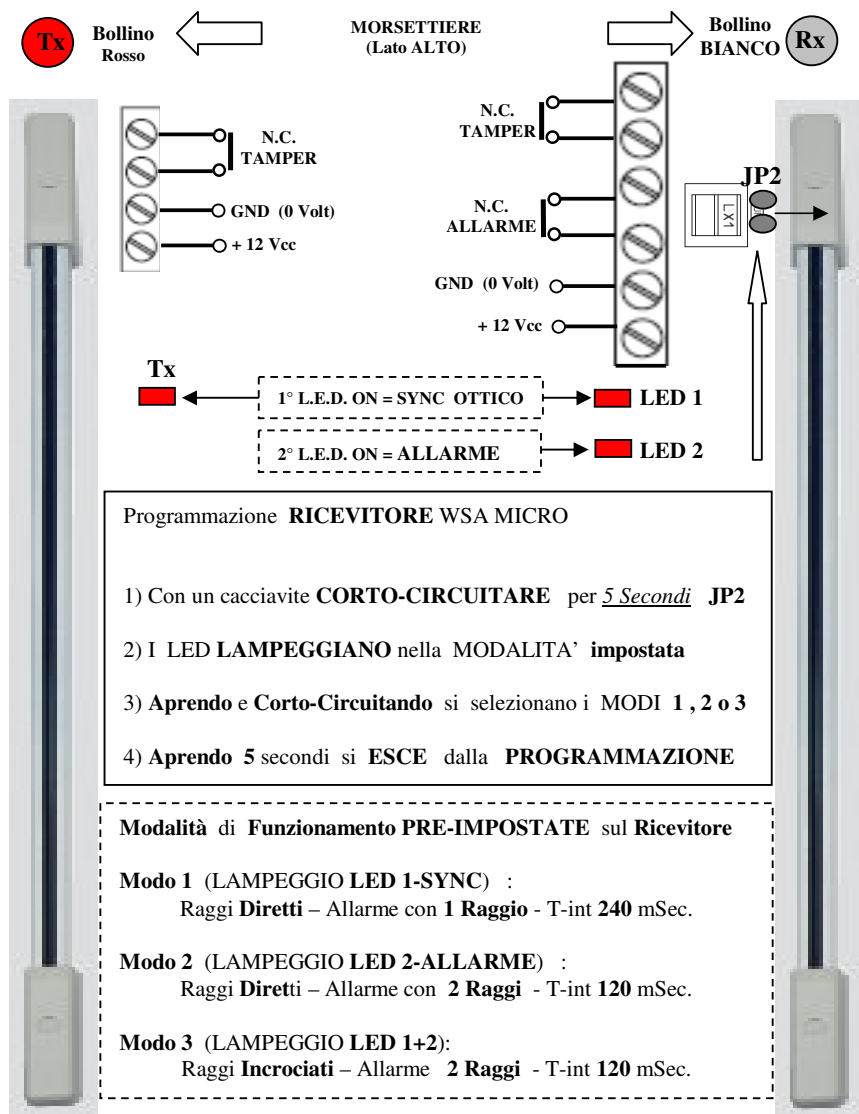 Tx
Bollino
Rosso
MORSETTIERE
(Lato ALTO)
Bollino
BIANCO
Rx
N.C.
TAMPER
GND (0 Volt)
+ 12 Vcc
N.C.
TAMPER
N.C.
ALLARME
GND (0 Volt)
+ 12 Vcc
JP2
LX1
Tx
1° L.E.D. ON = SYNC OTTICO
LED 1
2° L.E.D. ON = ALLARME
LED 2
Programmazione RICEVITORE WSA MICRO
1) Con un cacciavite CORTO-CIRCUITARE per 5 Secondi JP2
2) I LED LAMPEGGIANO nella MODALITA’ impostata
3) Aprendo e Corto-Circuitando si selezionano i MODI 1 , 2 o 3
4) Aprendo 5 secondi si ESCE dalla PROGRAMMAZIONE
Modalità di Funzionamento PRE-IMPOSTATE sul Ricevitore
Modo 1 (LAMPEGGIO LED 1-SYNC) :
Raggi Diretti – Allarme con 1 Raggio - T-int 240 mSec.
Modo 2 (LAMPEGGIO LED 2-ALLARME) :
Raggi Diretti – Allarme con 2 Raggi - T-int 120 mSec.
Modo 3 (LAMPEGGIO LED 1+2):
Raggi Incrociati – Allarme 2 Raggi - T-int 120 mSec.